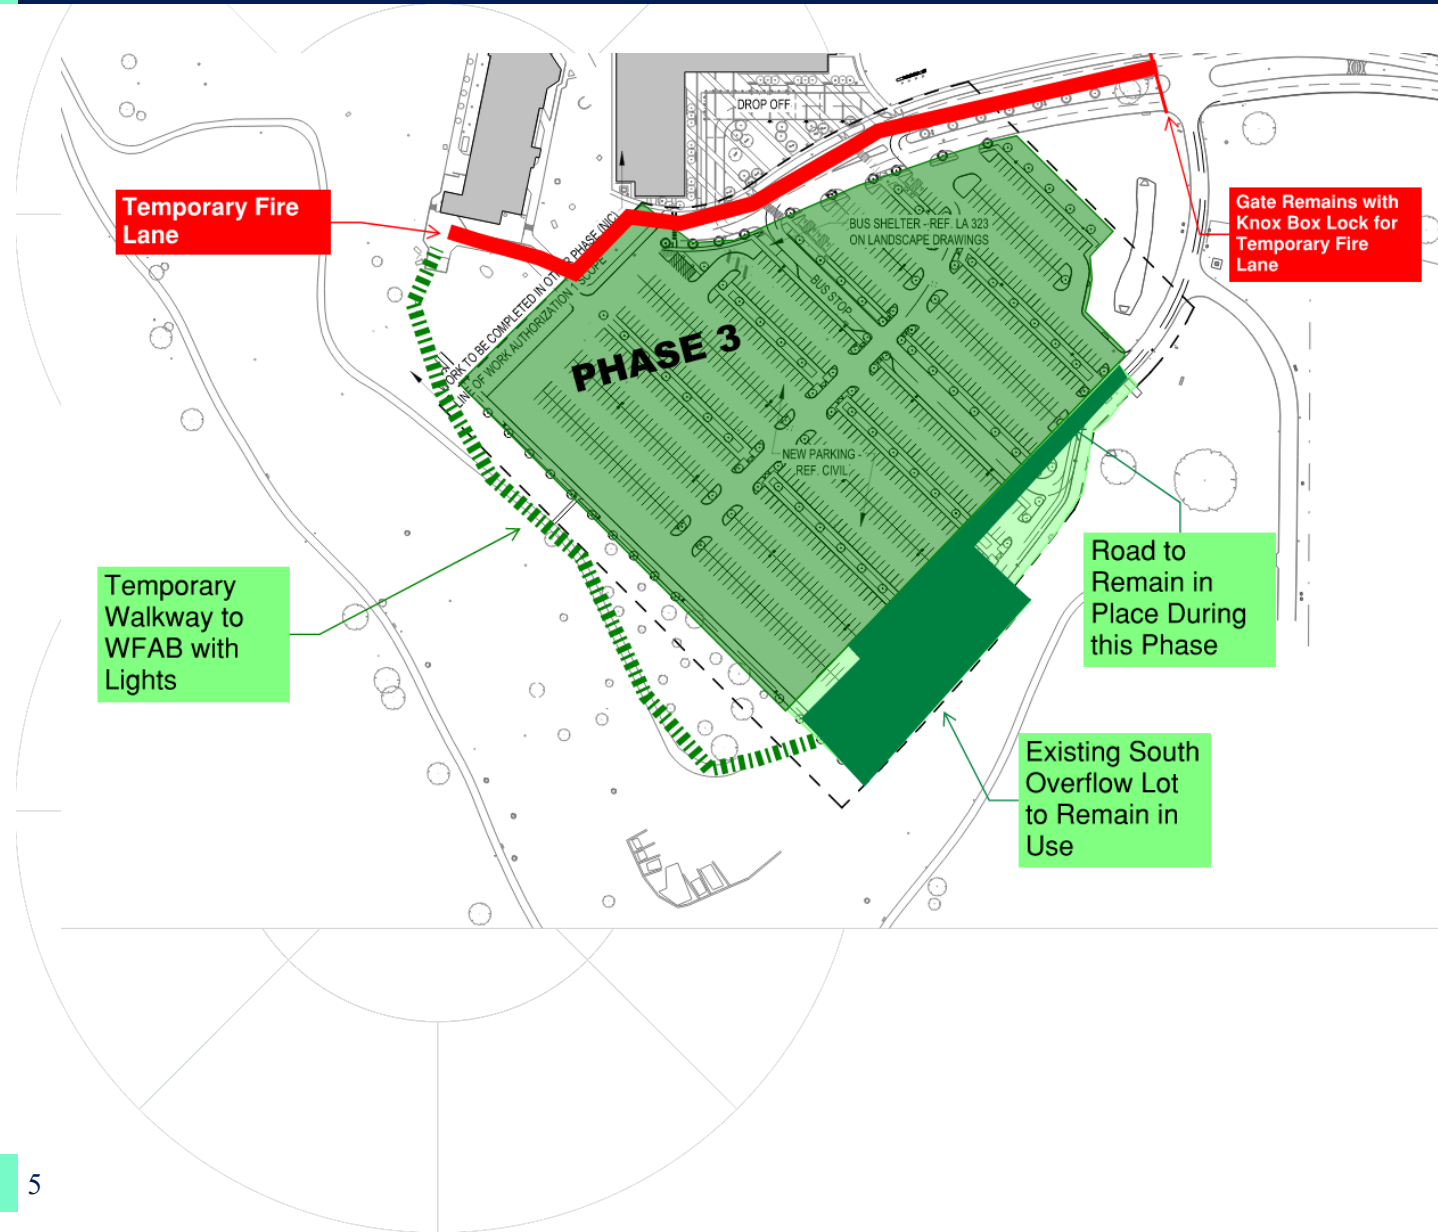 DROP OFF
Temporary Fire
Lane
Gate Remains with
Knox Box Lock for
Temporary Fire
Lane
BUS SHELTER - REF. LA 323
ON LANDSCAPE DRAWINGS
BUS STOP
WORK TO BE COMPLETED IN OTHER PHASE (NIC)
LINE OF WORK AUTHORIZATION 1 SCOPE
PHASE 3
NEW PARKING -
REF. CIVIL
Temporary
Walkway to
WFAB with
Lights
Road to
Remain in
Place During
this Phase
Existing South
Overflow Lot
to Remain in
Use
5